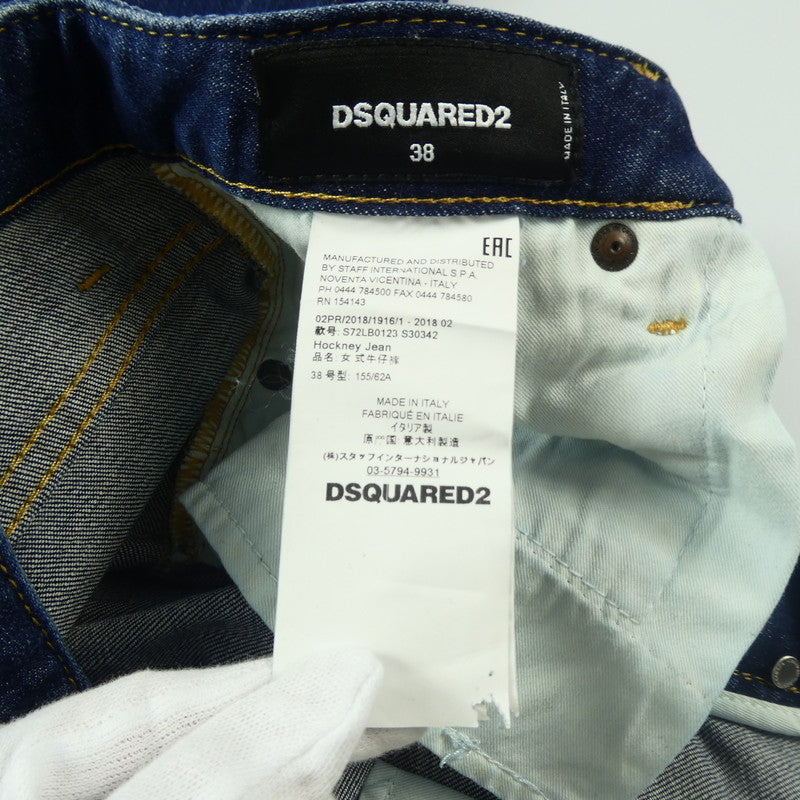 DSQUARED2
38
MADE IN ITALY
EAC
MANUFACTURED AND DISTRIBUTED
BY STAFF INTERNATIONAL S.P.A.
NOVENTA VICENTINA - ITALY
PH 0444 784500 FAX 0444 784580
RN 154143
02PR/2018/1916/1 - 2018 02
款号: S72LB0123 S30342
Hockney Jean
品名: 女式牛仔裤
38 号型: 155/62A
MADE IN ITALY
FABRIQUÉ EN ITALIE
イタリア製
原 国 意大利製造
(株)スタッフインターナショナルジャパン
03-5794-9931
DSQUARED2